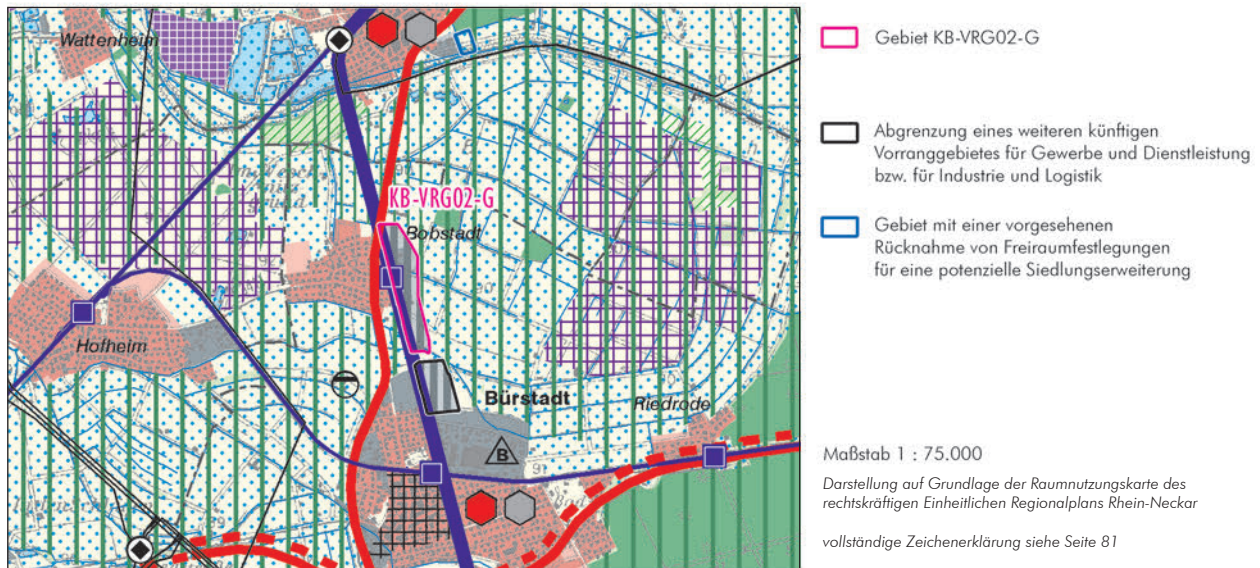 Wattenheim
KB-VRG02-G
Bobstadt
Hofheim
Bürstadt
Riedrode
B
Gebiet KB-VRG02-G
Abgrenzung eines weiteren künftigen
Vorranggebietes für Gewerbe und Dienstleistung
bzw. für Industrie und Logistik
Gebiet mit einer vorgesehenen
Rücknahme von Freiraumfestlegungen
für eine potenzielle Siedlungserweiterung
Maßstab 1 : 75.000
Darstellung auf Grundlage der Raumnutzungskarte des
rechtskräftigen Einheitlichen Regionalplans Rhein-Neckar
vollständige Zeichenerklärung siehe Seite 81